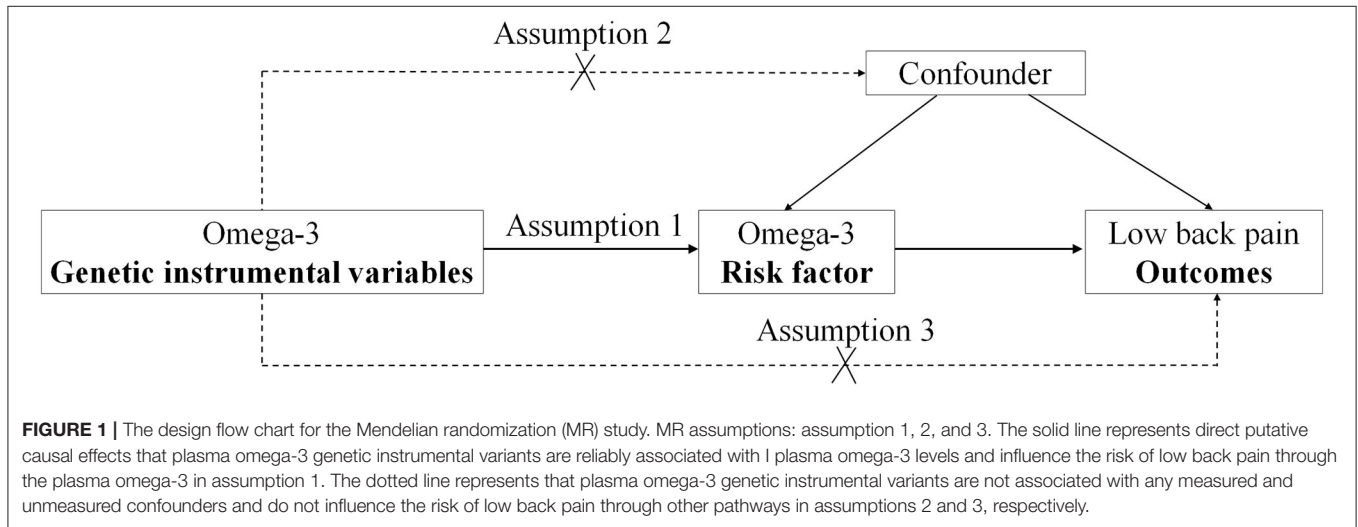 Assumption 2
Confounder
Omega-3
Genetic instrumental variables
Assumption 1
Omega-3
Risk factor
Low back pain
Outcomes
Assumption 3
FIGURE 1 | The design flow chart for the Mendelian randomization (MR) study. MR assumptions: assumption 1, 2, and 3. The solid line represents direct putative
causal effects that plasma omega-3 genetic instrumental variants are reliably associated with I plasma omega-3 levels and influence the risk of low back pain through
the plasma omega-3 in assumption 1. The dotted line represents that plasma omega-3 genetic instrumental variants are not associated with any measured and
unmeasured confounders and do not influence the risk of low back pain through other pathways in assumptions 2 and 3, respectively.